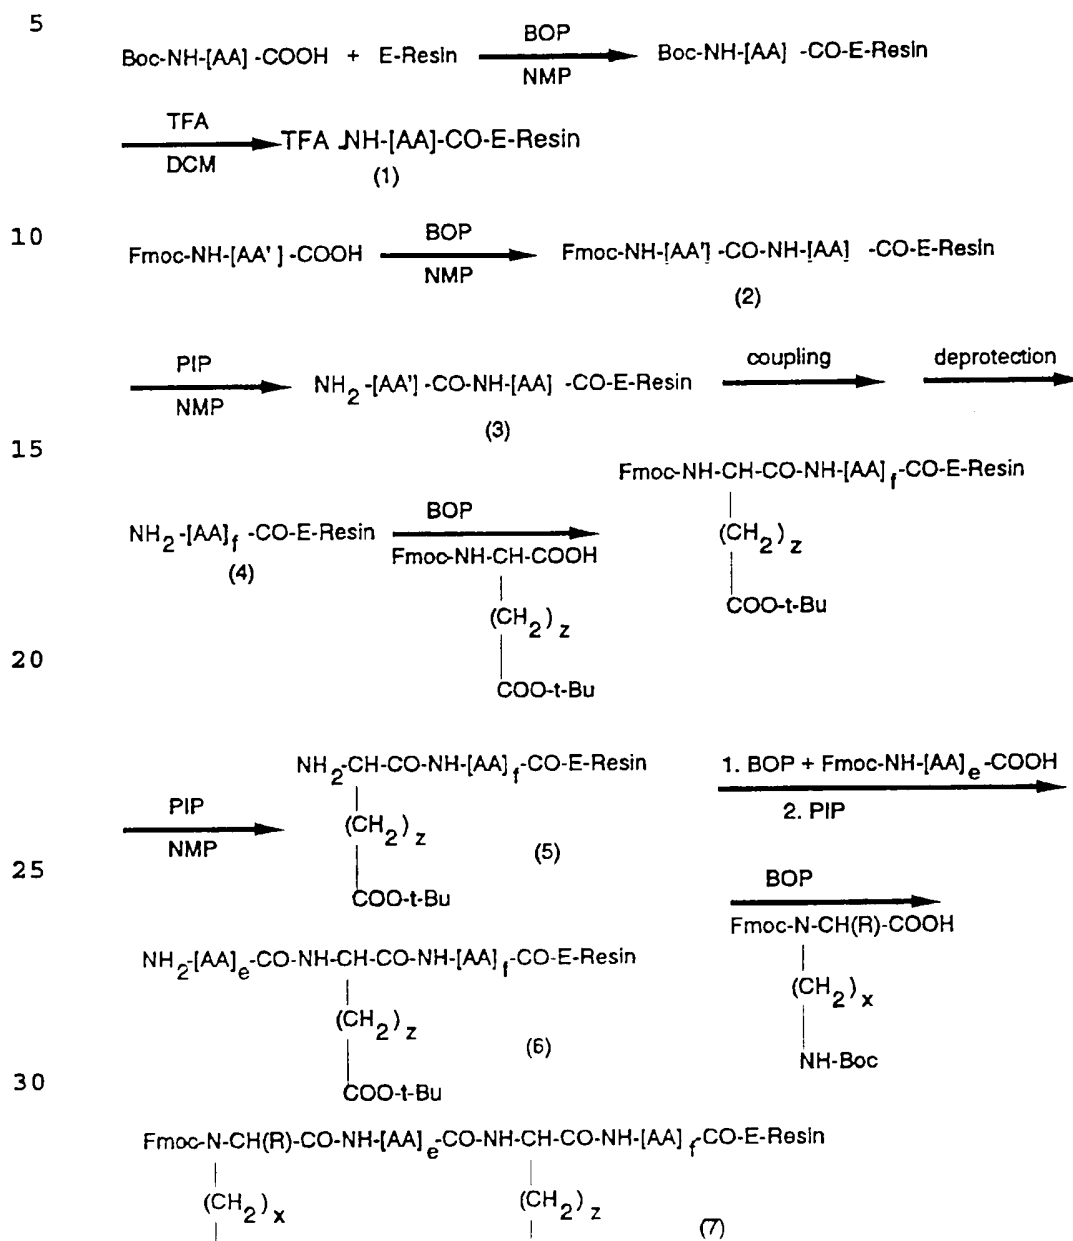 5
BOP
Boc-NH-[AA] -COOH + E-Resin
NMP
Boc-NH-[AA] -CO-E-Resin
TFA
DCM
TFA .NH-[AA]-CO-E-Resin
(1)
10
Fmoc-NH-[AA' ] -COOH
BOP
NMP
Fmoc-NH-[AA'] -CO-NH-[AA] -CO-E-Resin
(2)
PIP
NMP
NH2-[AA'] -CO-NH-[AA] -CO-E-Resin
(3)
coupling
deprotection
15
Fmoc-NH-CH-CO-NH-[AA]f-CO-E-Resin
(CH2)z
COO-t-Bu
NH2-[AA]f -CO-E-Resin
(4)
BOP
Fmoc-NH-CH-COOH
(CH2)z
COO-t-Bu
20
PIP
NMP
NH2-CH-CO-NH-[AA]f-CO-E-Resin
(CH2)z
COO-t-Bu
(5)
1. BOP + Fmoc-NH-[AA]e-COOH
2. PIP
25
BOP
Fmoc-N-CH(R)-COOH
(CH2)x
NH-Boc
NH2-[AA]e-CO-NH-CH-CO-NH-[AA]f-CO-E-Resin
(CH2)z
COO-t-Bu
(6)
30
Fmoc-N-CH(R)-CO-NH-[AA]e-CO-NH-CH-CO-NH-[AA]f-CO-E-Resin
(CH2)x
(CH2)z
(7)